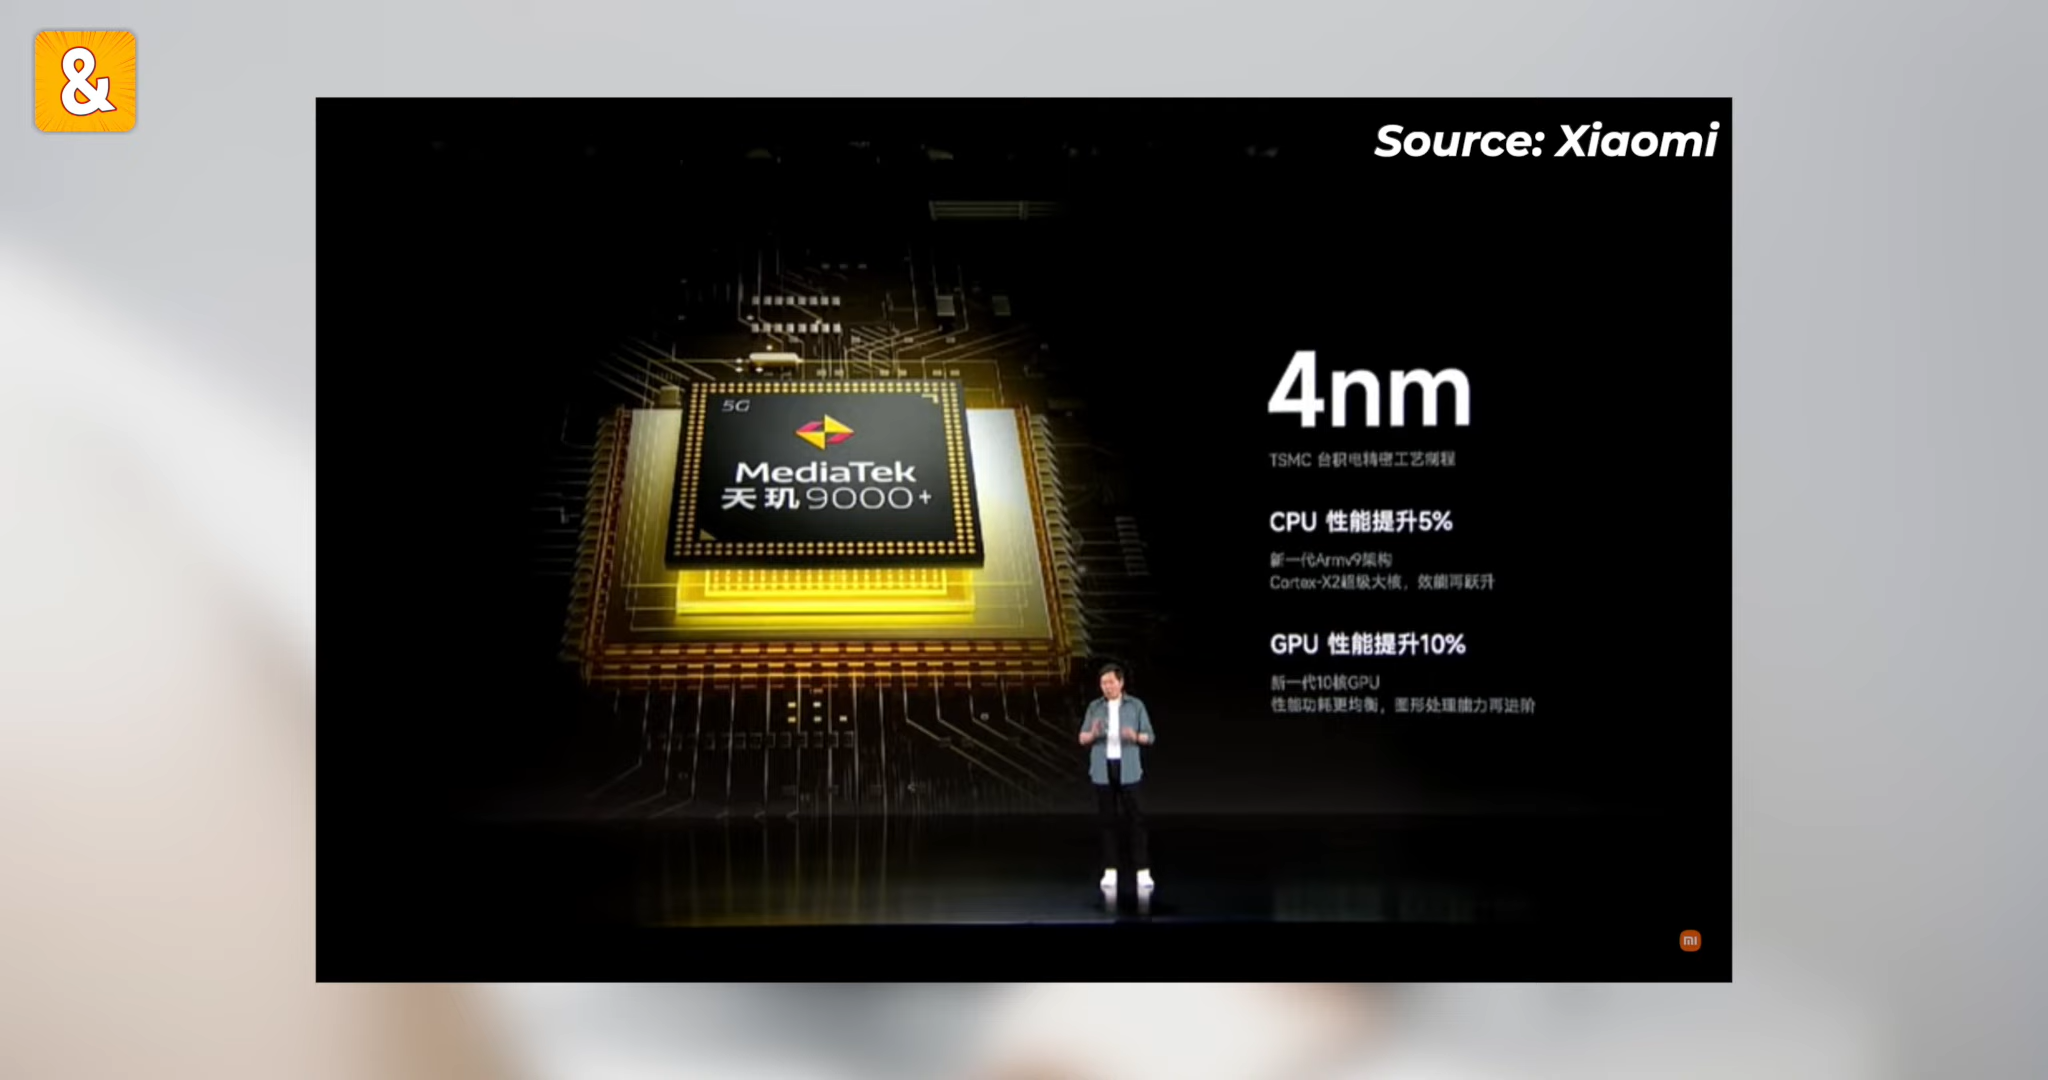 &
Source: Xiaomi
5G
MediaTek
天玑9000+
4nm
TSMC 台积电精密工艺制程
CPU 性能提升5%
新一代Armv9架构
Cortex-X2超级大核，效能再跃升
GPU 性能提升10%
新一代10核GPU
性能功耗更均衡，图形处理能力再进阶
mi